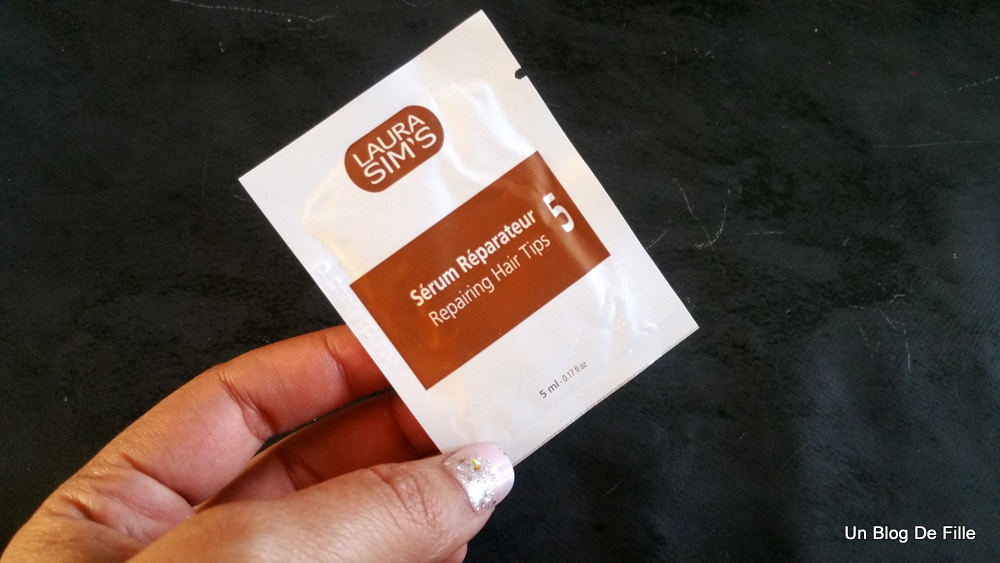 LAURA
SIM'S
Sérum Réparateur
Repairing Hair Tips
5
5 ml - 0.17 fl oz
Un Blog De Fille